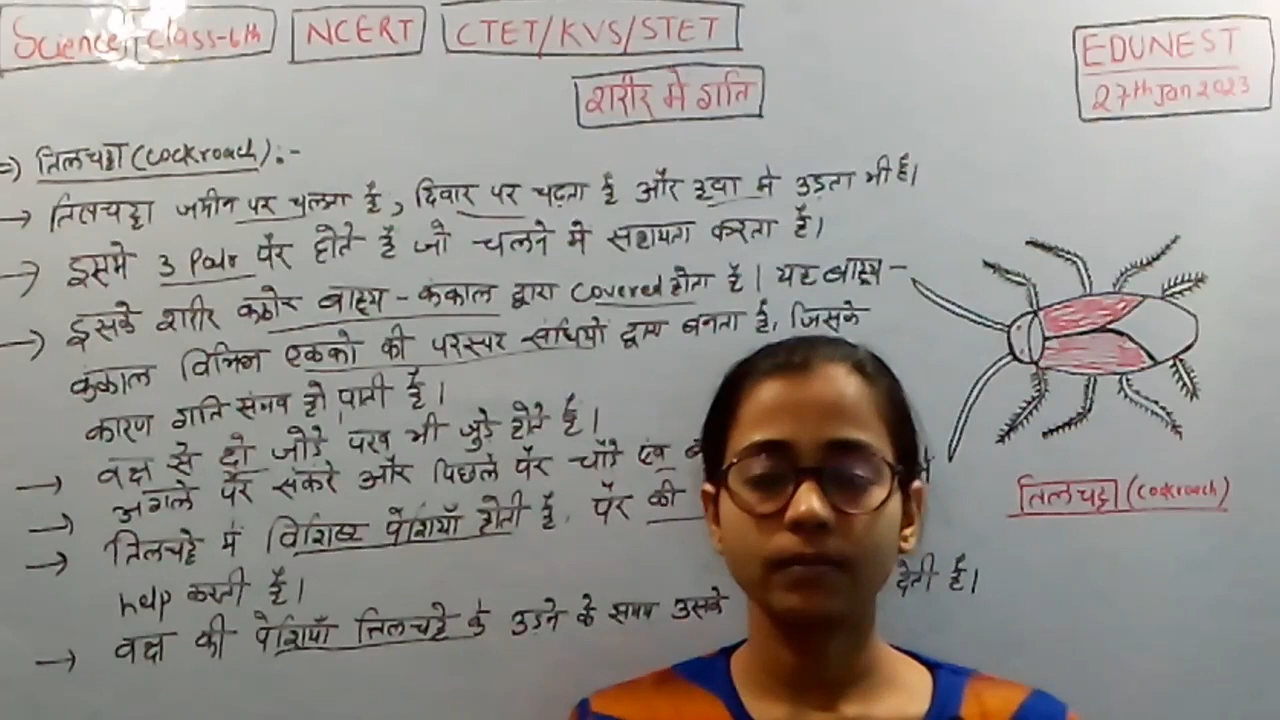 Science, class-6th
NCERT
CTET/KVS/STET
EDUNEST
27th Jan 2023
शरीर मे गति
=) तिलचट्टा (cockroach) :-
→ तिलचट्टा जमीन पर चलता है, दिवार पर चढ़ता है और हवा मे उड़ता भी है।
→ इसमे 3 Pair पैर होते है जो चलने मे सहायता करता है।
→ इसके शरीर कठोर बाह्य - कंकाल द्वारा Covered होता है। यह बाह्य -
कंकाल विभिन्न एकको की परस्पर संधियो द्वारा बनता है, जिसके
कारण गति संभव हो पाती है।
→ वक्ष से दो जोड़े पंख भी जुड़े होते है।
→ अगले पैर संकरे और पिछले पैर चौड़े एंव
→ तिलचट्टे में विशिष्ट पेशियाँ होती है, पैर की
help करती है।
→ वक्ष की पेशियाँ तिलचट्टे के उड़ने के समय उसके देती है।
तिलचट्टा (cockroach)